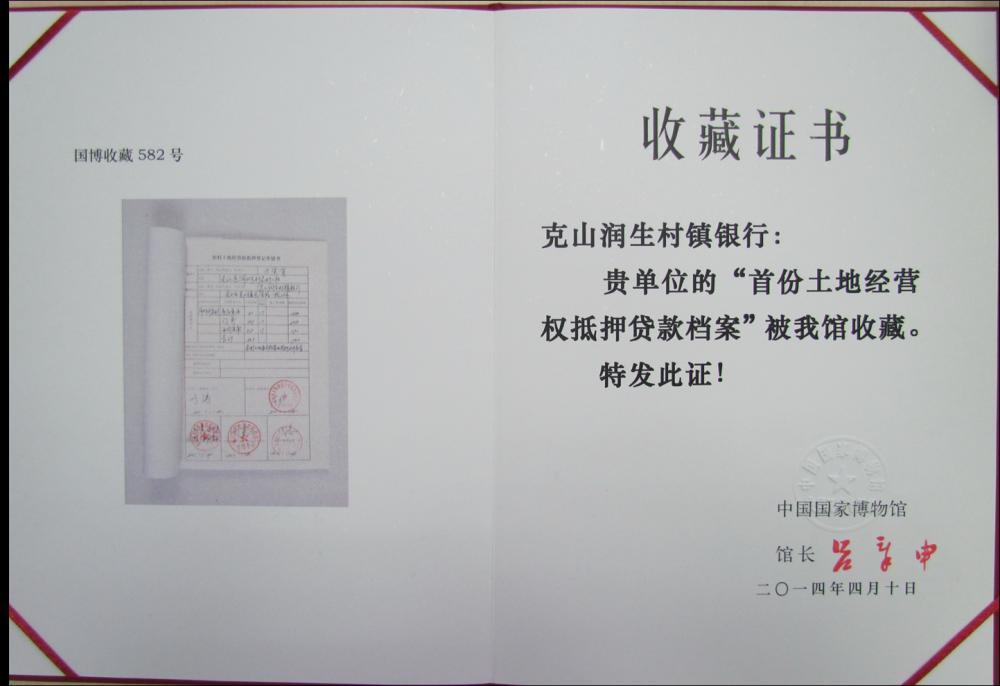 国博收藏 582 号
收藏证书
克山润生村镇银行：
贵单位的“首份土地经营
权抵押贷款档案”被我馆收藏。
特发此证！
中国国家博物馆
馆长 吕章申
二〇一四年四月十日